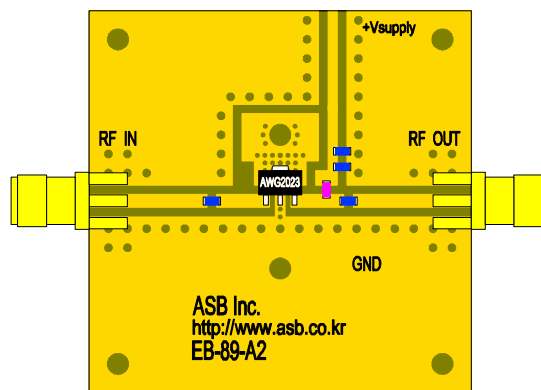 +Vsupply
RF IN
RF OUT
AWG2023
GND
ASB Inc.
http://www.asb.co.kr
EB-89-A2